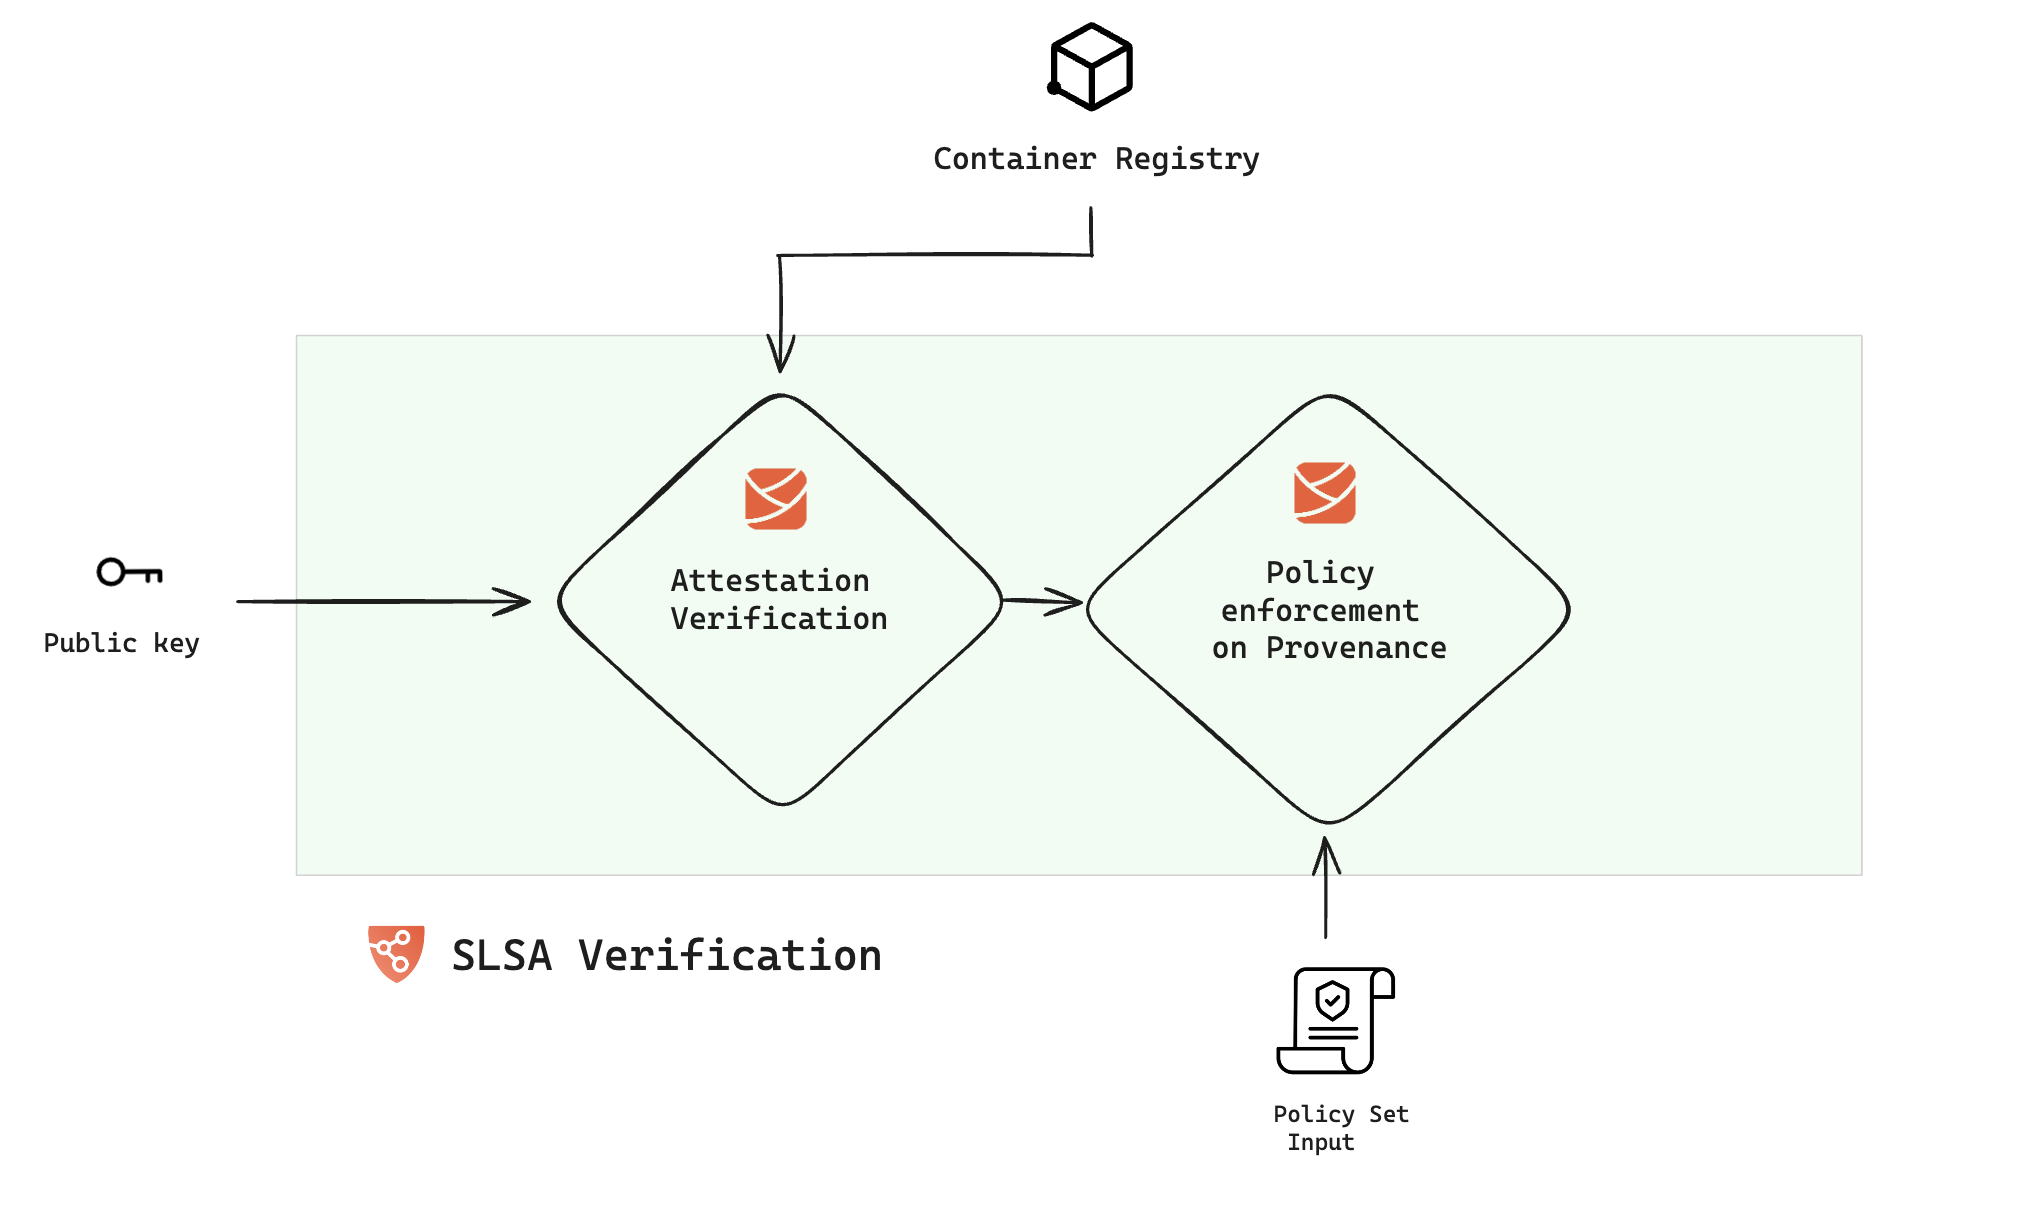 Container Registry
Public key
Attestation
Verification
Policy
enforcement
on Provenance
SLSA Verification
Policy Set
Input